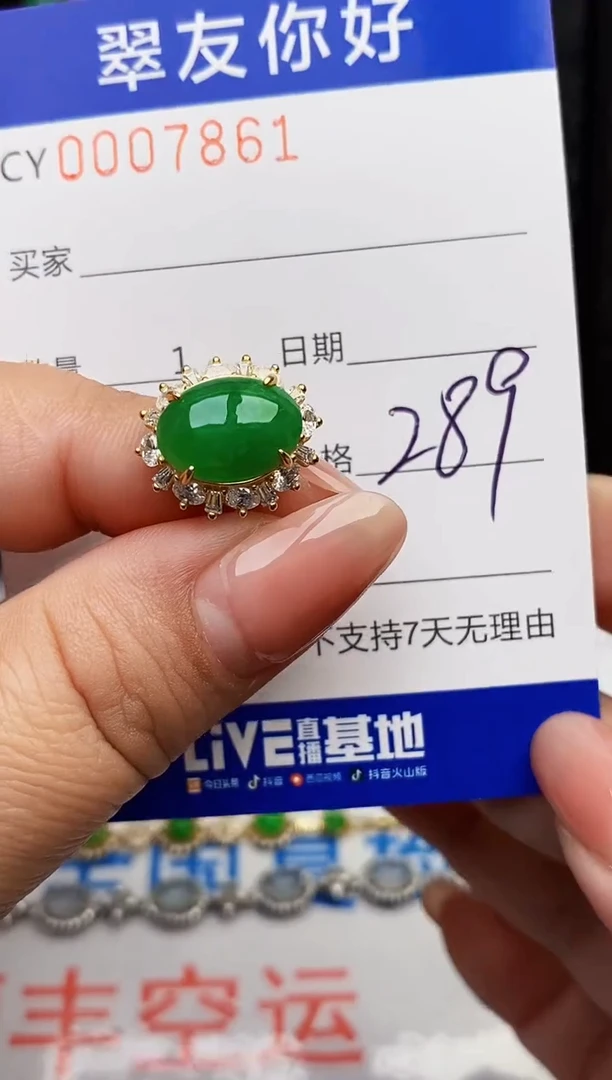 翠友你好
CY0007861
买家
数量 1 日期
格 289
不支持7天无理由
LiVE直播基地
今日头条 抖音 西瓜视频 抖音火山版
丰空运